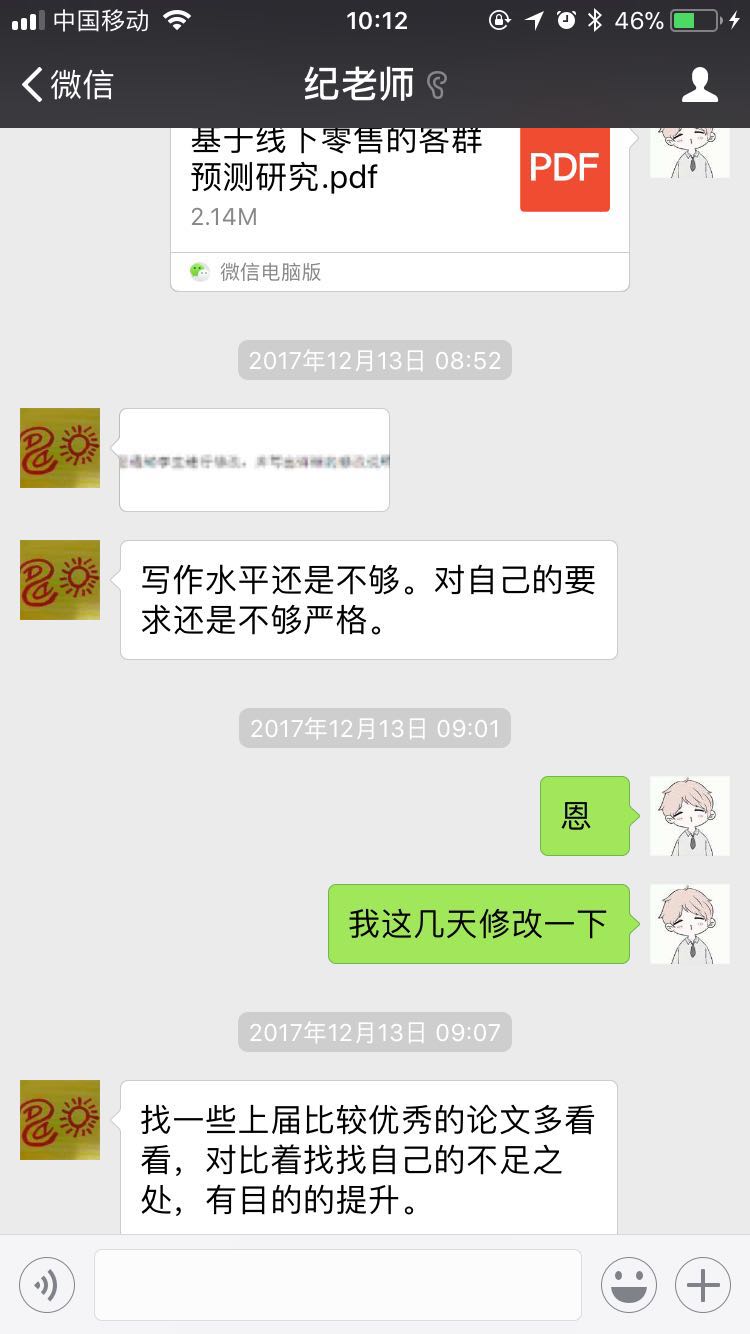 中国移动 10:12 46%
微信 纪老师
基于线下零售的客群
预测研究.pdf
PDF
2.14M
微信电脑版
2017年12月13日 08:52
写作水平还是不够。对自己的要
求还是不够严格。
2017年12月13日 09:01
恩
我这几天修改一下
2017年12月13日 09:07
找一些上届比较优秀的论文多看
看，对比着找找自己的不足之
处，有目的的提升。